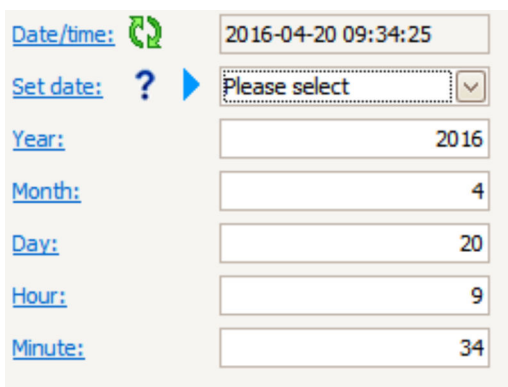 Date/time: 2016-04-20 09:34:25
Set date: ? Please select
Year: 2016
Month: 4
Day: 20
Hour: 9
Minute: 34